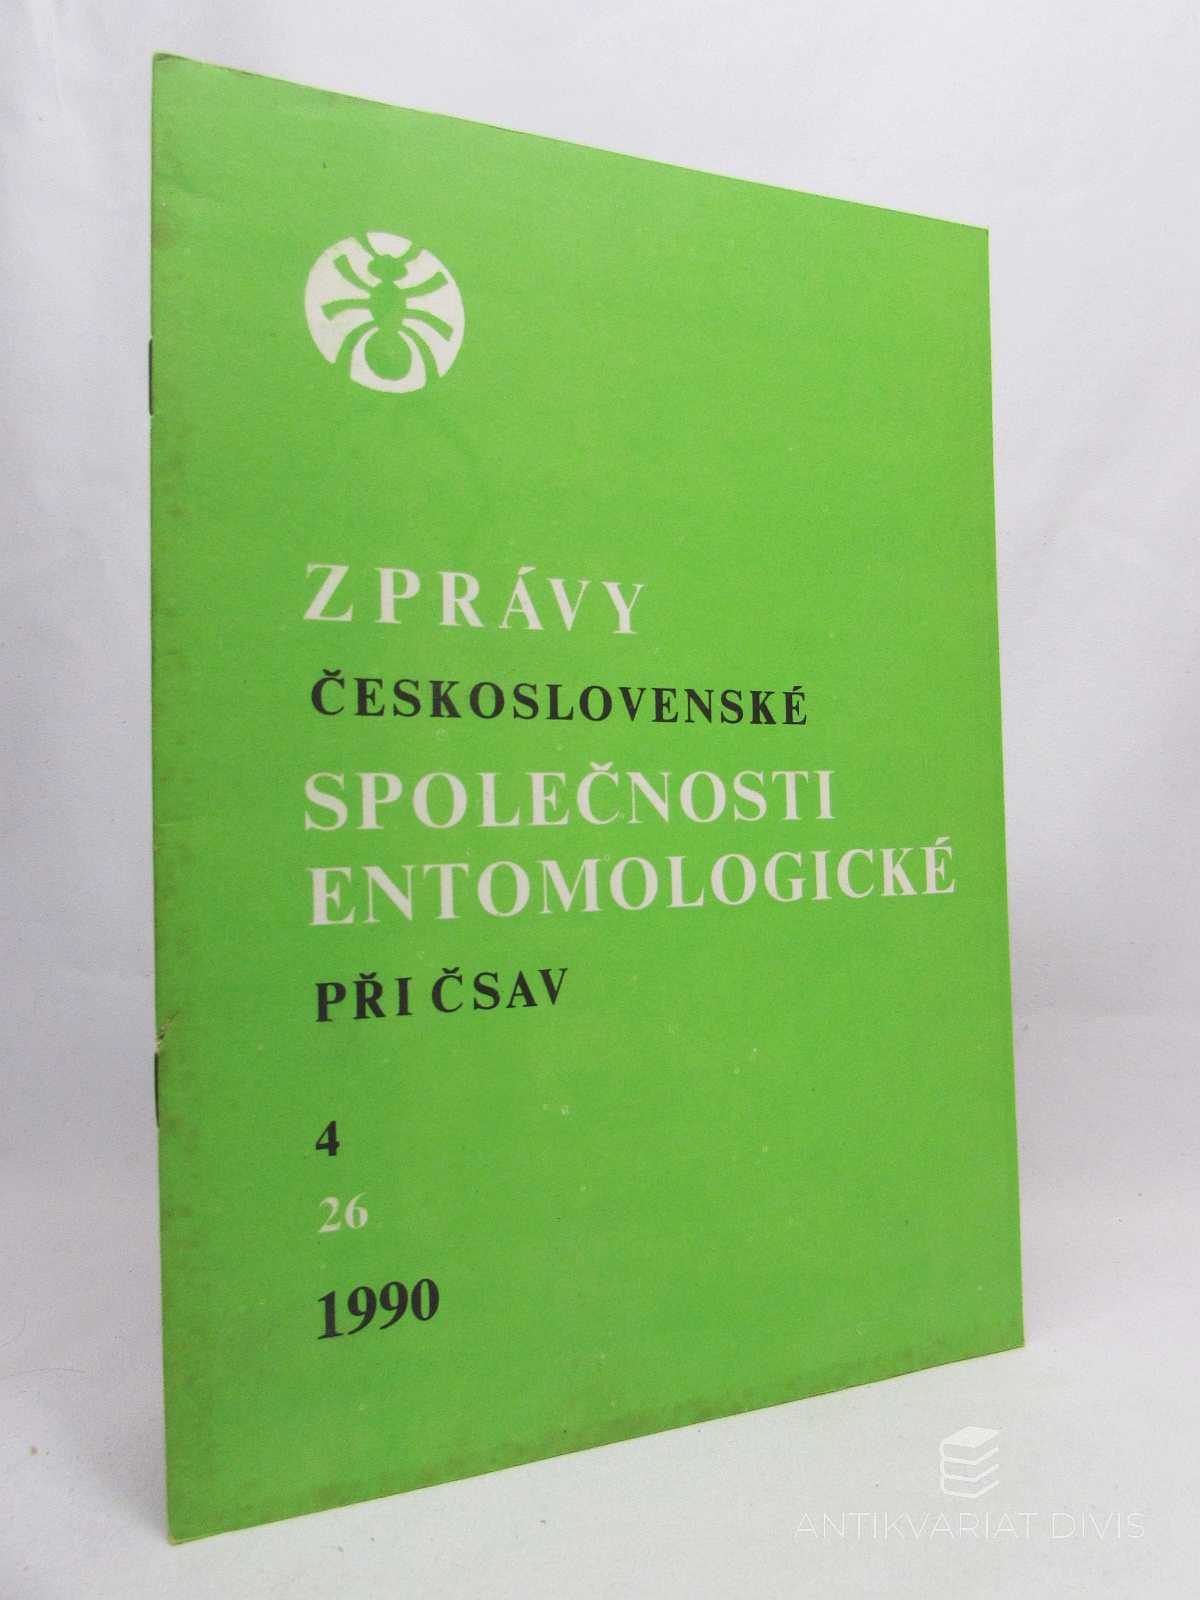 ZPRÁVY
ČESKOSLOVENSKÉ
SPOLEČNOSTI
ENTOMOLOGICKÉ
PŘI ČSAV
4
26
1990
ANTIKVARIAT DIVIS